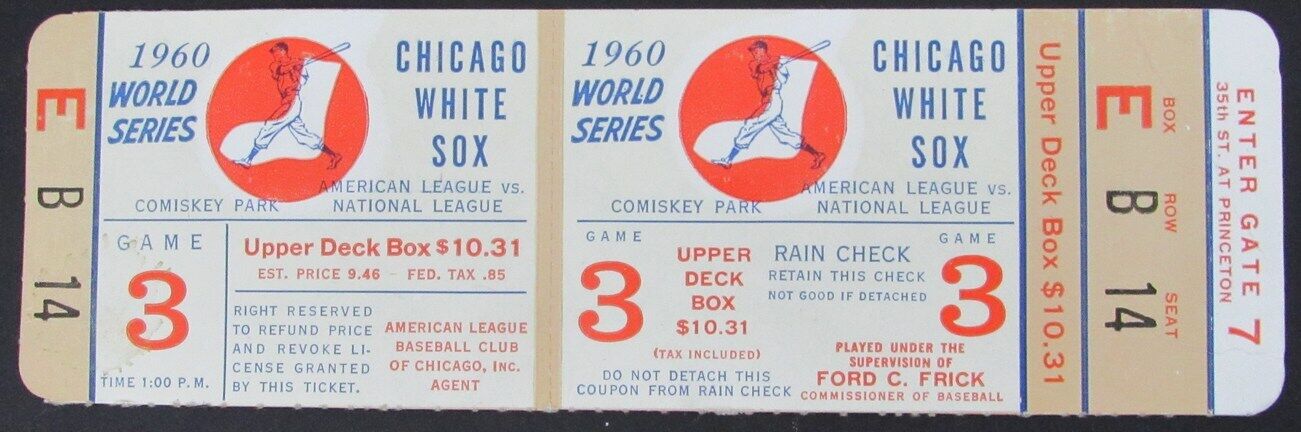 E
B
14
1960
WORLD
SERIES
CHICAGO
WHITE
SOX
COMISKEY PARK
AMERICAN LEAGUE vs.
NATIONAL LEAGUE
GAME
3
TIME 1:00 P.M.
Upper Deck Box $10.31
EST. PRICE 9.46 - FED. TAX .85
RIGHT RESERVED
TO REFUND PRICE
AND REVOKE LI-
CENSE GRANTED
BY THIS TICKET.
AMERICAN LEAGUE
BASEBALL CLUB
OF CHICAGO, INC.
AGENT
1960
WORLD
SERIES
CHICAGO
WHITE
SOX
COMISKEY PARK
AMERICAN LEAGUE vs.
NATIONAL LEAGUE
GAME
3
UPPER
DECK
BOX
$10.31
(TAX INCLUDED)
RAIN CHECK
RETAIN THIS CHECK
NOT GOOD IF DETACHED
GAME
3
DO NOT DETACH THIS
COUPON FROM RAIN CHECK
PLAYED UNDER THE
SUPERVISION OF
FORD C. FRICK
COMMISSIONER OF BASEBALL
Upper Deck Box $10.31
E B 14
BOX ROW SEAT
35th ST. AT PRINCETON
ENTER GATE 7